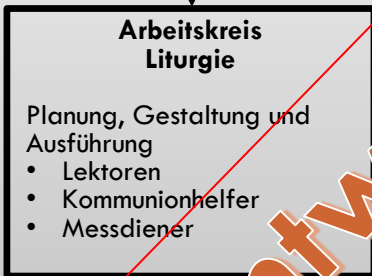 Arbeitskreis
Liturgie
Planung, Gestaltung und
Ausführung
• Lektoren
• Kommunionhelfer
• Messdiener